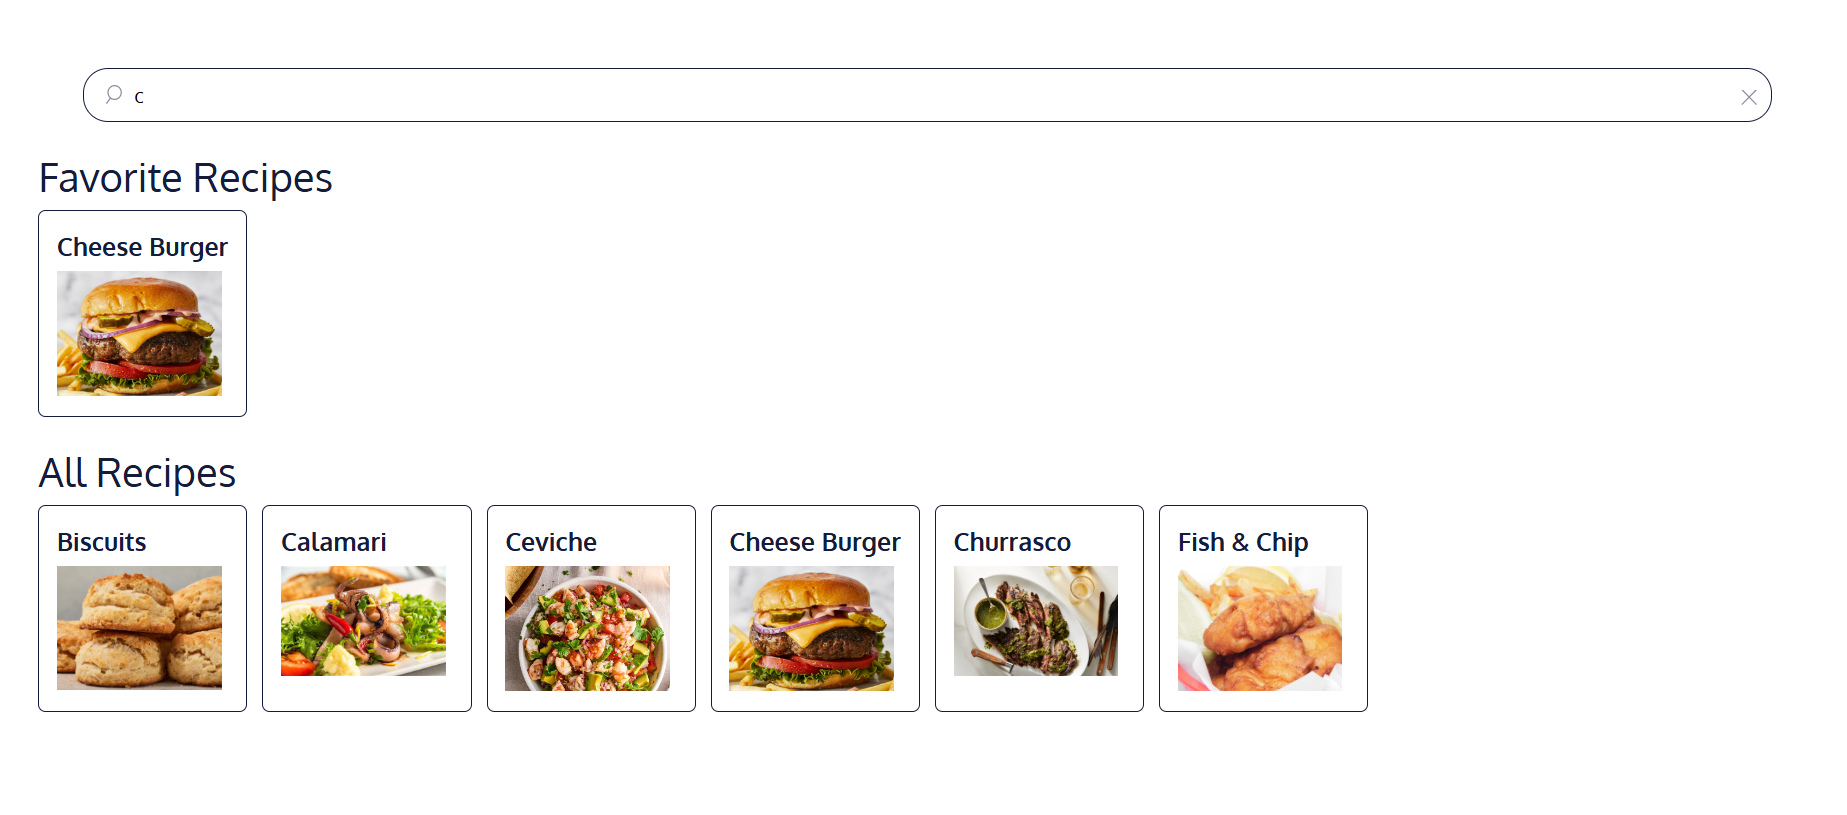 c
Favorite Recipes
Cheese Burger
All Recipes
Biscuits
Calamari
Ceviche
Cheese Burger
Churrasco
Fish & Chip